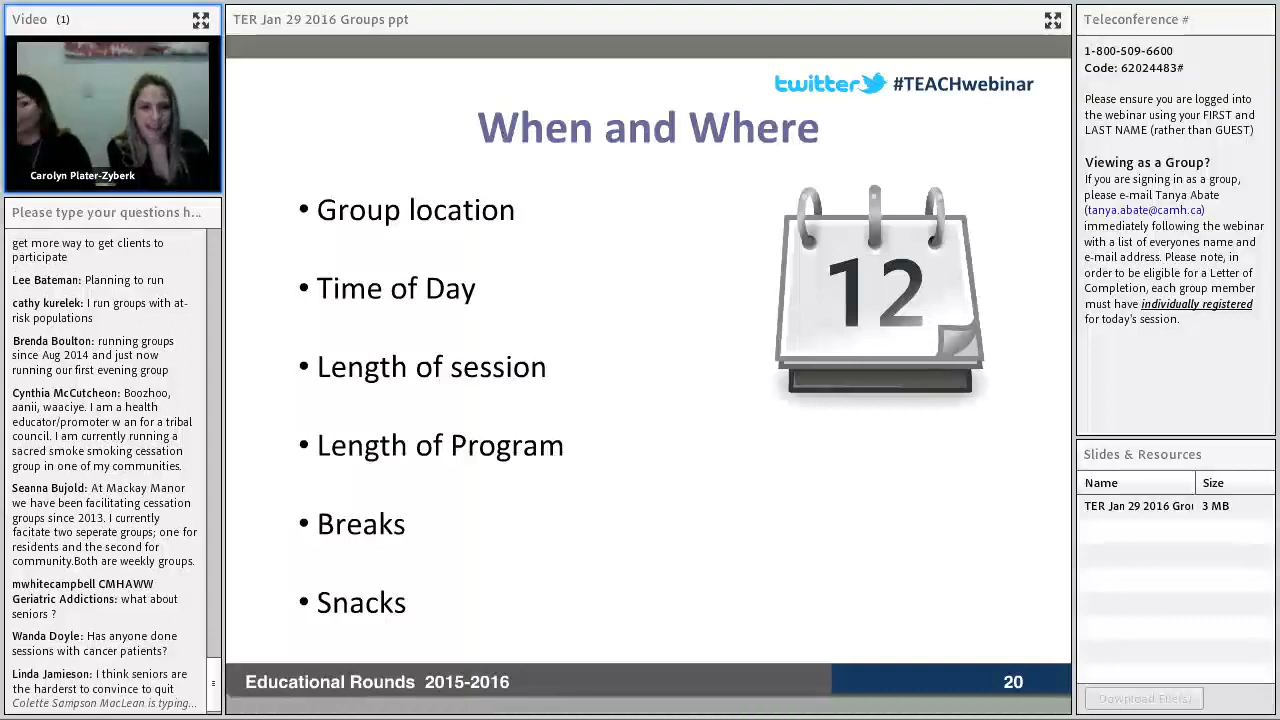 Video (1)
Carolyn Plater-Zyberk
Please type your questions h...
get more way to get clients to
participate
Lee Bateman: Planning to run
cathy kurelek: I run groups with at-
risk populations
Brenda Boulton: running groups
since Aug 2014 and just now
running our first evening group
Cynthia McCutcheon: Boozhoo,
aanii, waaciye. I am a health
educator/promoter w an for a tribal
council. I am currently running a
sacred smoke smoking cessation
group in one of my communities.
Seanna Bujold: At Mackay Manor
we have been facilitating cessation
groups since 2013. I currently
facitate two seperate groups; one for
residents and the second for
community.Both are weekly groups.
mwhitecampbell CMHAWW
Geriatric Addictions: what about
seniors ?
Wanda Doyle: Has anyone done
sessions with cancer patients?
Linda Jamieson: I think seniors are
the harderst to convince to quit
Colette Sampson MacLean is typing...
TER Jan 29 2016 Groups ppt
twitter #TEACHwebinar
When and Where
• Group location
• Time of Day
• Length of session
• Length of Program
• Breaks
• Snacks
12
Educational Rounds 2015-2016
20
Teleconference #
1-800-509-6600
Code: 62024483#
Please ensure you are logged into
the webinar using your FIRST and
LAST NAME (rather than GUEST)
Viewing as a Group?
If you are signing in as a group,
please e-mail Tanya Abate
(tanya.abate@camh.ca)
immediately following the webinar
with a list of everyones name and
e-mail address. Please note, in
order to be eligible for a Letter of
Completion, each group member
must have individually registered
for today's session.
Slides & Resources
Name Size
TER Jan 29 2016 Grou 3 MB
Download File(s)